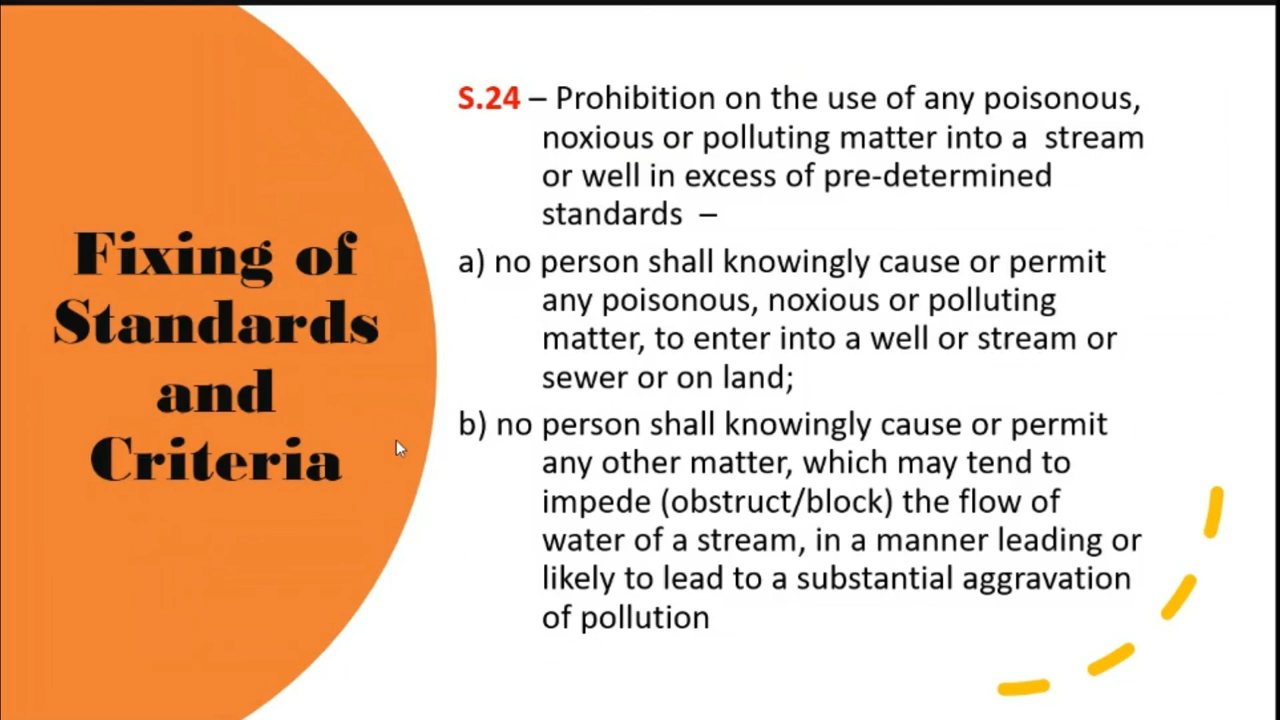 Fixing of
Standards
and
Criteria
S.24 – Prohibition on the use of any poisonous,
noxious or polluting matter into a stream
or well in excess of pre-determined
standards –
a) no person shall knowingly cause or permit
any poisonous, noxious or polluting
matter, to enter into a well or stream or
sewer or on land;
b) no person shall knowingly cause or permit
any other matter, which may tend to
impede (obstruct/block) the flow of
water of a stream, in a manner leading or
likely to lead to a substantial aggravation
of pollution